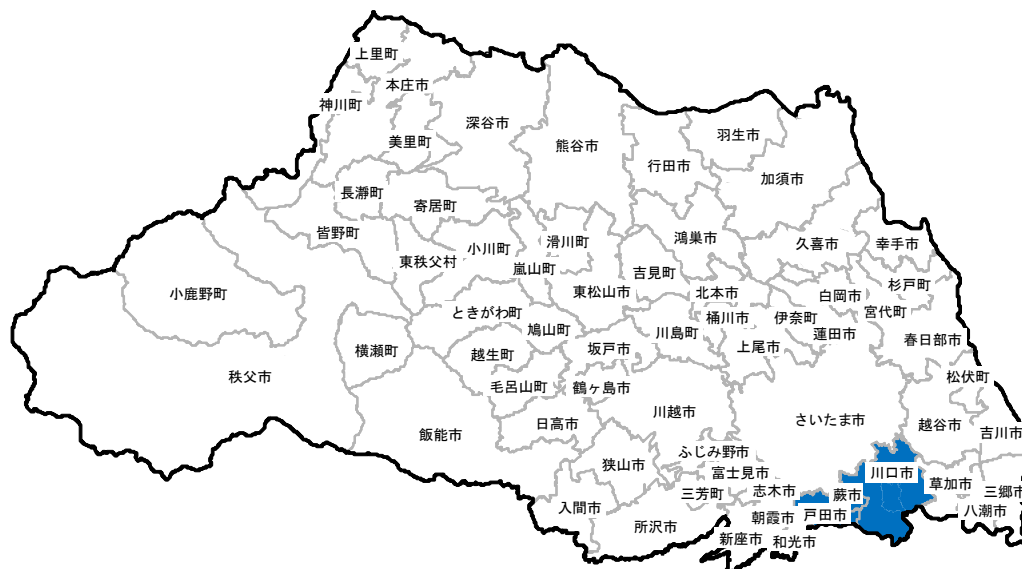 上里町
本庄市
神川町
深谷市
美里町
熊谷市
羽生市
行田市
加須市
長瀞町
寄居町
皆野町
小川町
滑川町
鴻巣市
久喜市
幸手市
東秩父村
嵐山町
吉見町
小鹿野町
東松山市
北本市
白岡市
杉戸町
ときがわ町
桶川市
伊奈町
宮代町
鳩山町
川島町
蓮田市
横瀬町
越生町
坂戸市
上尾市
春日部市
秩父市
毛呂山町
鶴ヶ島市
松伏町
川越市
さいたま市
日高市
越谷市
吉川市
飯能市
ふじみ野市
狭山市
富士見市
川口市
三芳町
志木市
蕨市
草加市
三郷市
入間市
朝霞市
戸田市
八潮市
所沢市
新座市
和光市